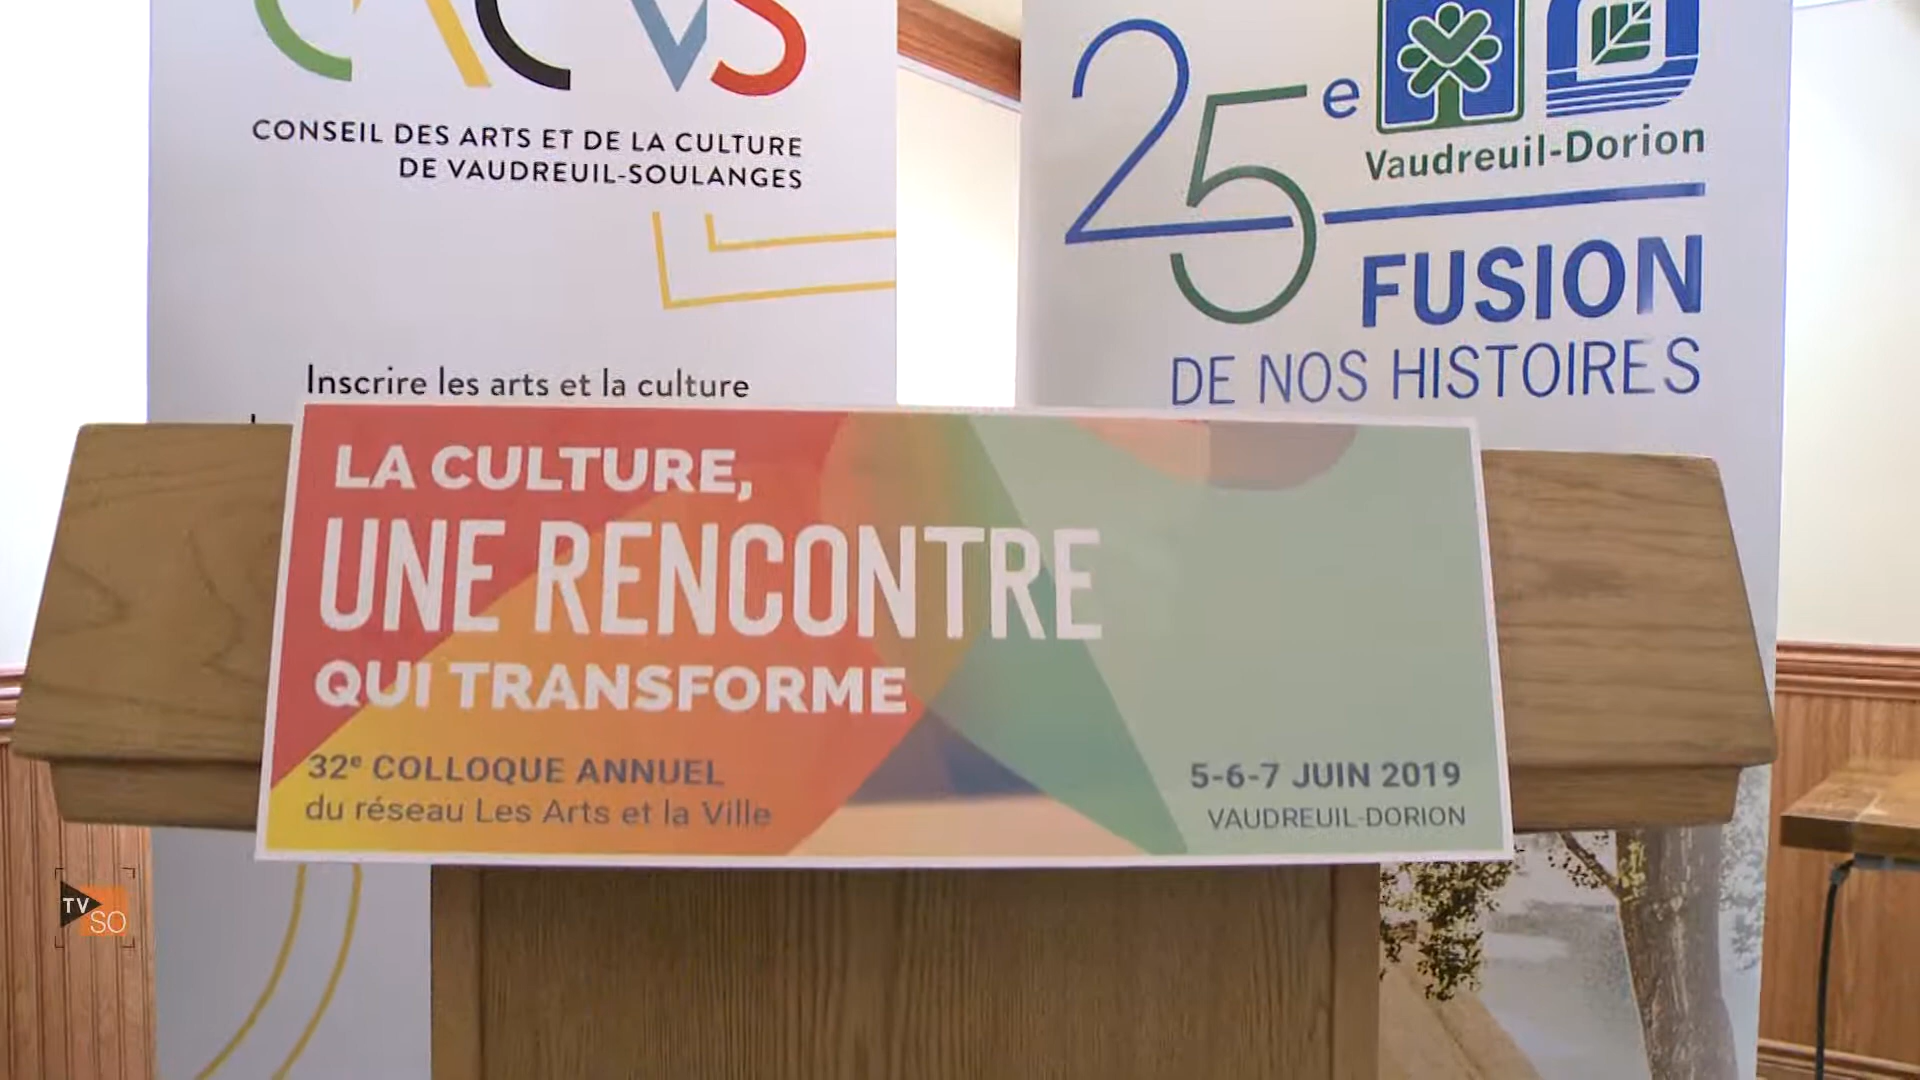 CACVS
CONSEIL DES ARTS ET DE LA CULTURE
DE VAUDREUIL-SOULANGES
Inscrire les arts et la culture
25e
Vaudreuil-Dorion
FUSION
DE NOS HISTOIRES
LA CULTURE,
UNE RENCONTRE
QUI TRANSFORME
32e COLLOQUE ANNUEL
du réseau Les Arts et la Ville
5-6-7 JUIN 2019
VAUDREUIL-DORION
TV
SO